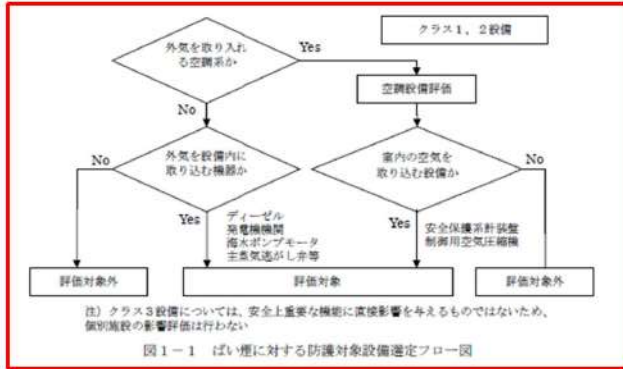 クラス1、2設備
外気を取り入れ
る空調系か
Yes
No
空調設備評価
外気を設備内に
取り込む機器か
No
Yes
ディーゼル
発電機機関
海水ポンプモータ
主蒸気逃がし弁等
室内の空気を
取り込む設備か
No
Yes
安全保護系計装盤
制御用空気圧縮機
評価対象外
評価対象
評価対象外
注）クラス3設備については、安全上重要な機能に直接影響を与えるものではないため、
個別施設の影響評価は行わない
図1－1 ばい煙に対する防護対象設備選定フロー図